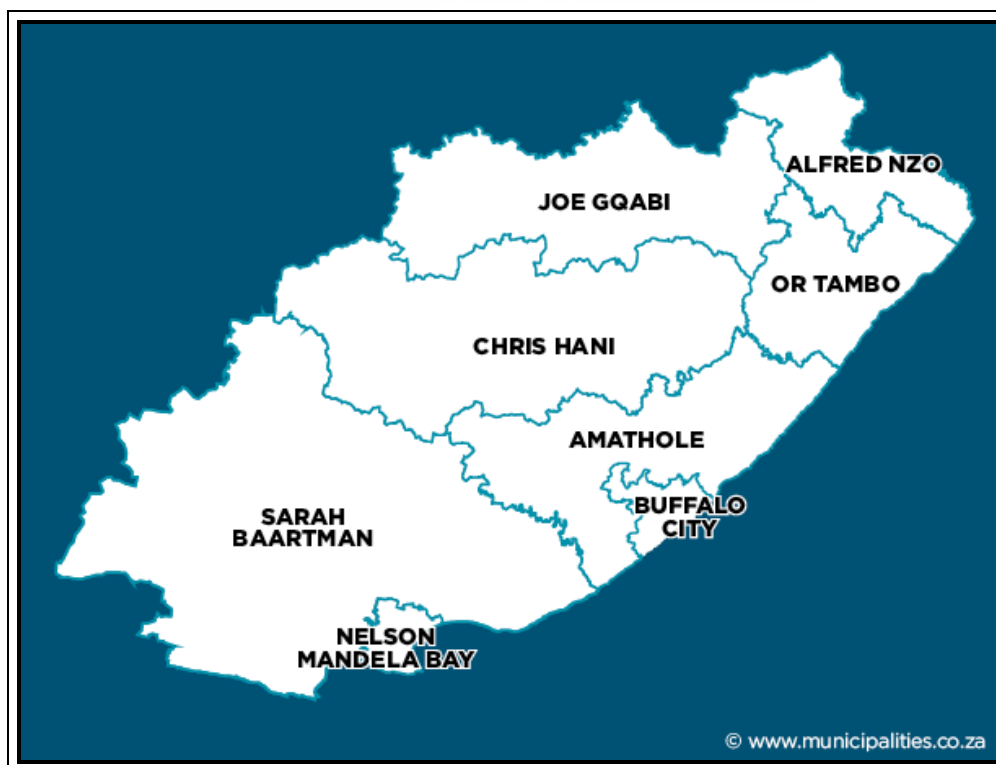 ALFRED NZO
JOE GQABI
OR TAMBO
CHRIS HANI
AMATHOLE
BUFFALO
CITY
SARAH
BAARTMAN
NELSON
MANDELA BAY
© www.municipalities.co.za